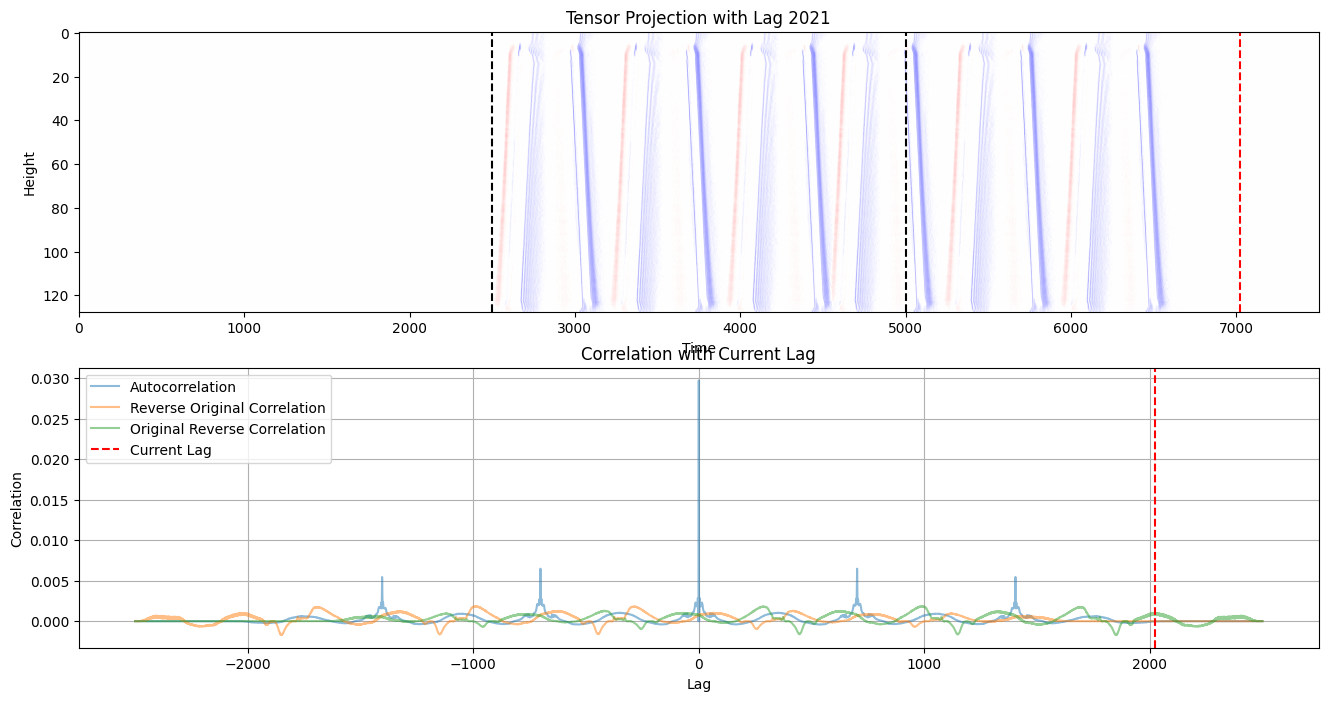 Tensor Projection with Lag 2021
Height
0
20
40
60
80
100
120
0 1000 2000 3000 4000 5000 6000 7000
Time
Correlation with Current Lag
Correlation
0.030
0.025
0.020
0.015
0.010
0.005
0.000
Autocorrelation
Reverse Original Correlation
Original Reverse Correlation
Current Lag
−2000 −1000 0 1000 2000
Lag